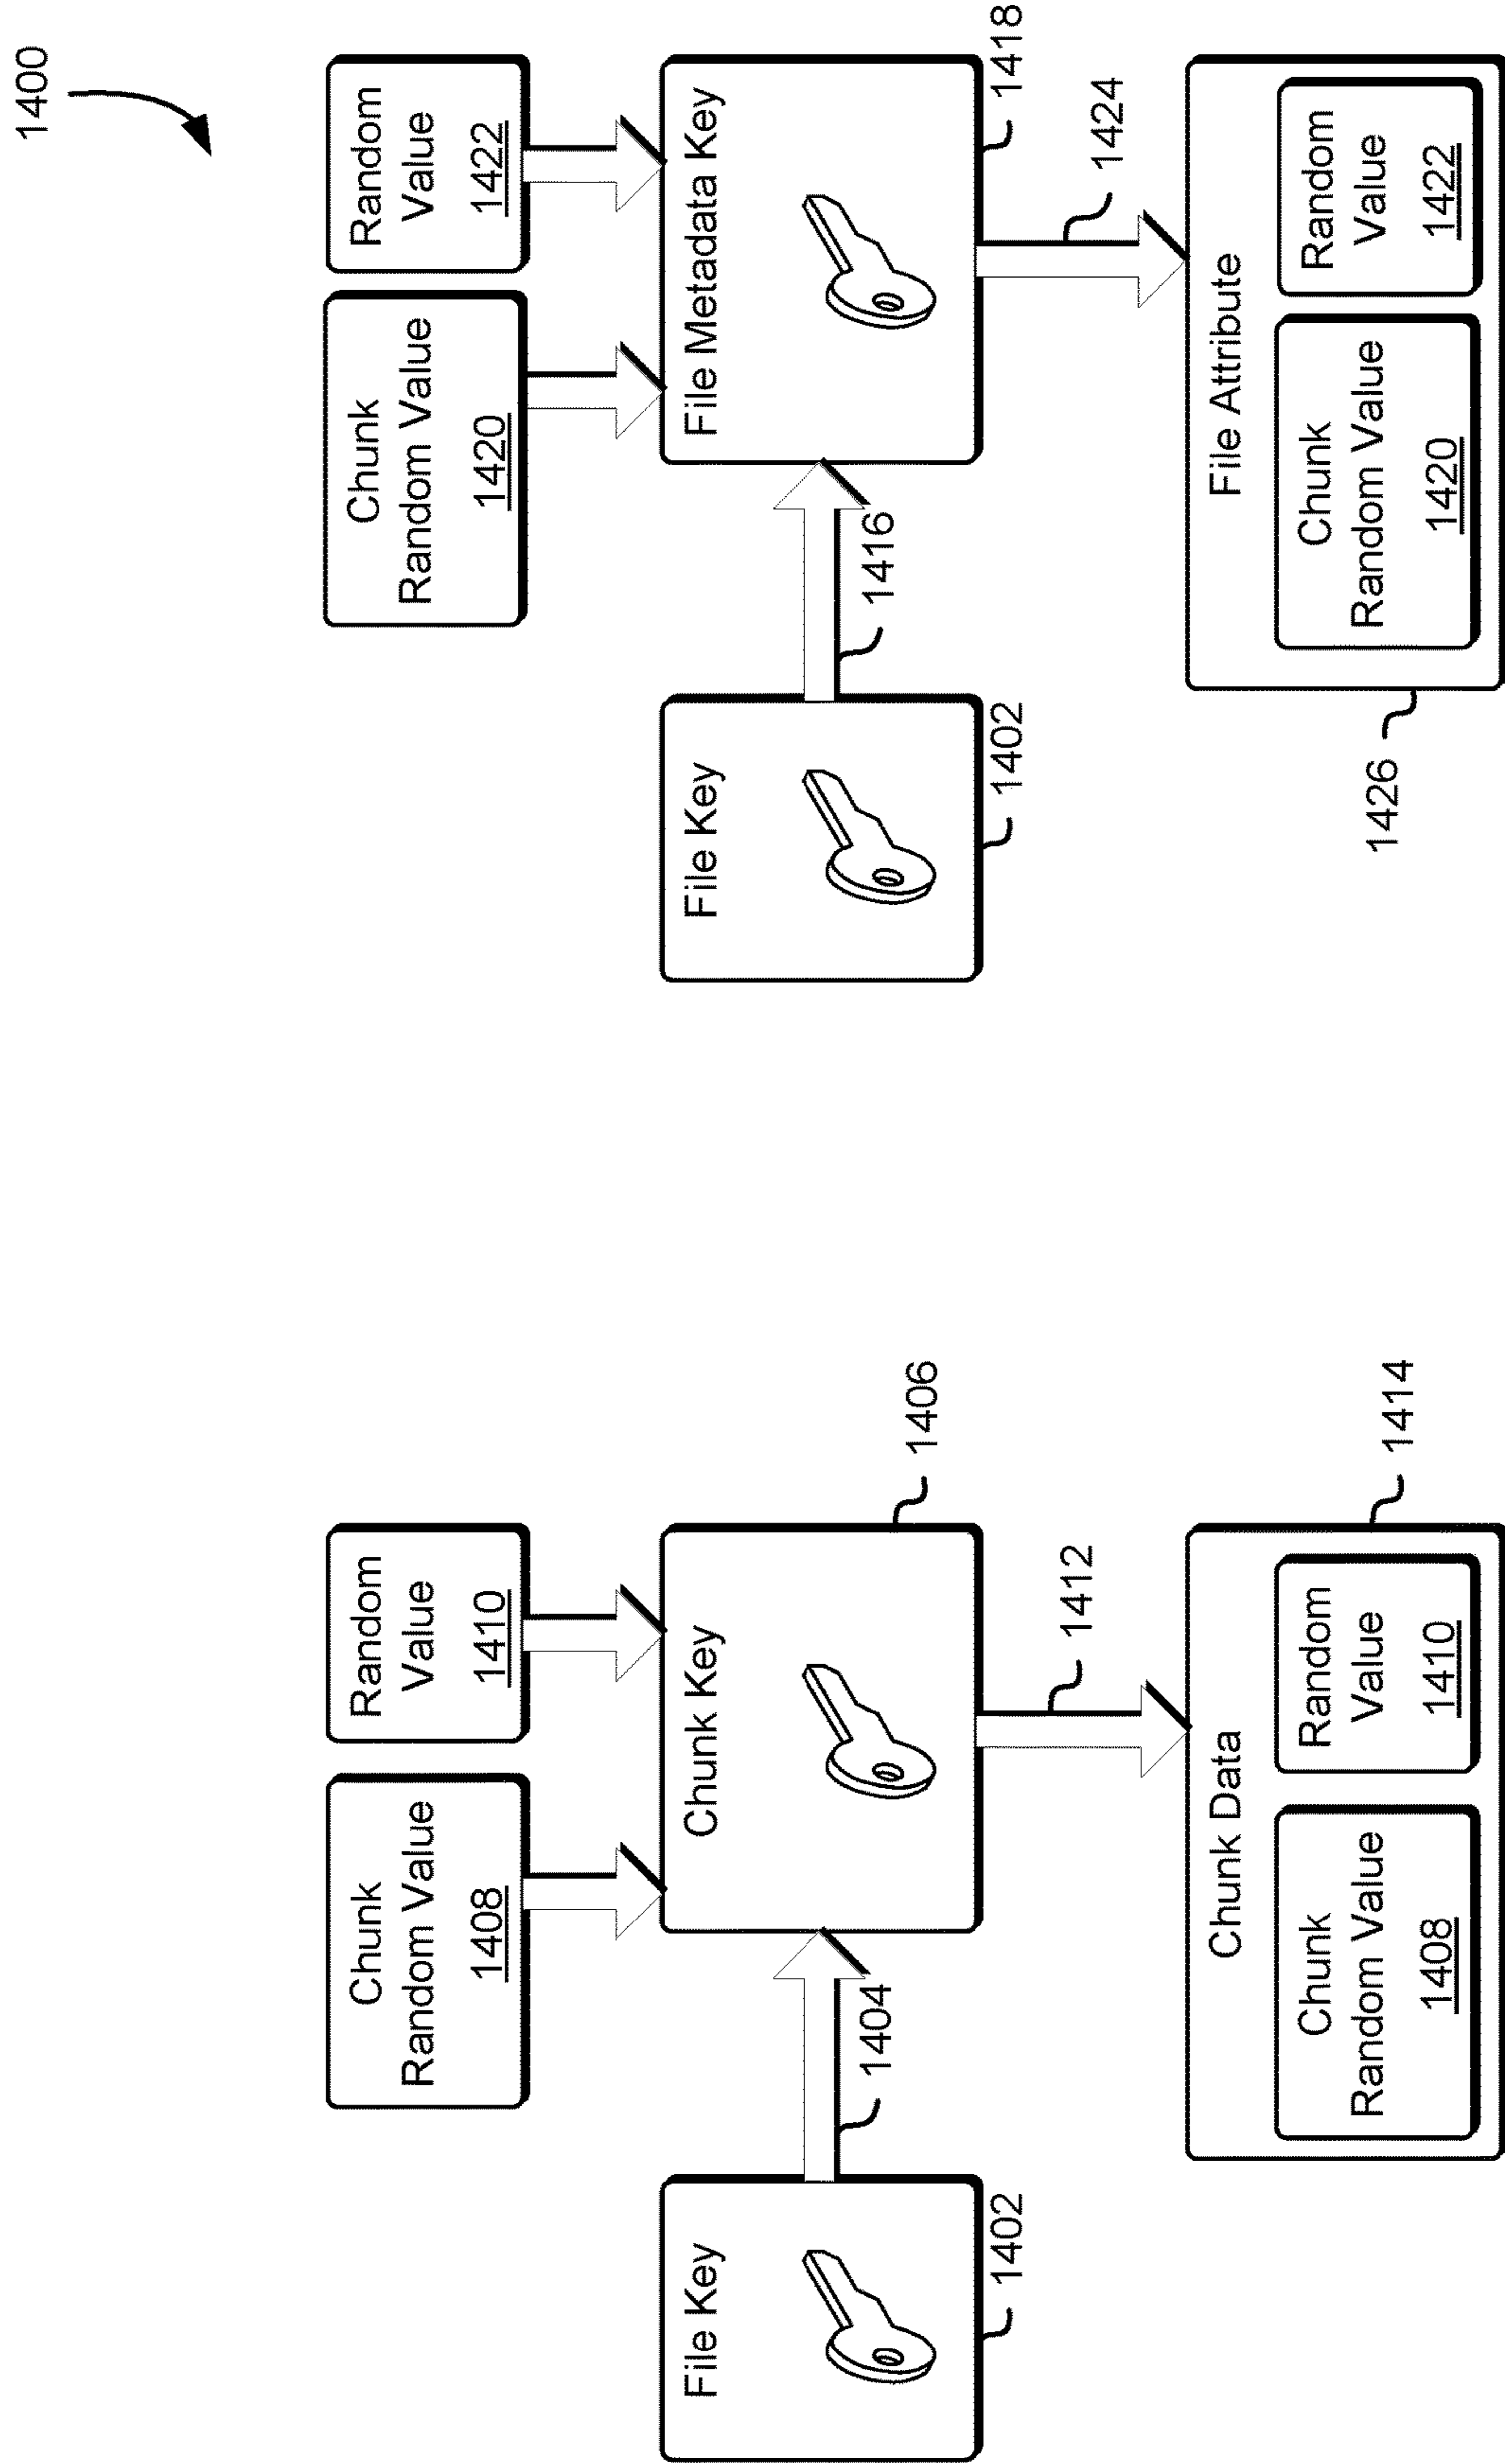 1400
Chunk
Random Value
1408
Random
Value
1410
File Key
1402
1404
Chunk Key
1406
1412
Chunk Data
Chunk
Random Value
1408
Random
Value
1410
1414
Chunk
Random Value
1420
Random
Value
1422
File Key
1402
1416
File Metadata Key
1418
1424
File Attribute
Chunk
Random Value
1420
Random
Value
1422
1426